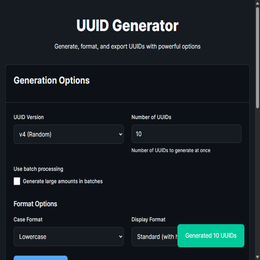 UUID Generator
Generate, format, and export UUIDs with powerful options
Generation Options
UUID Version
Number of UUIDs
v4 (Random)
10
Number of UUIDs to generate at once
Use batch processing
Generate large amounts in batches
Format Options
Case Format
Display Format
Lowercase
Standard (with h
Generated 10 UUIDs